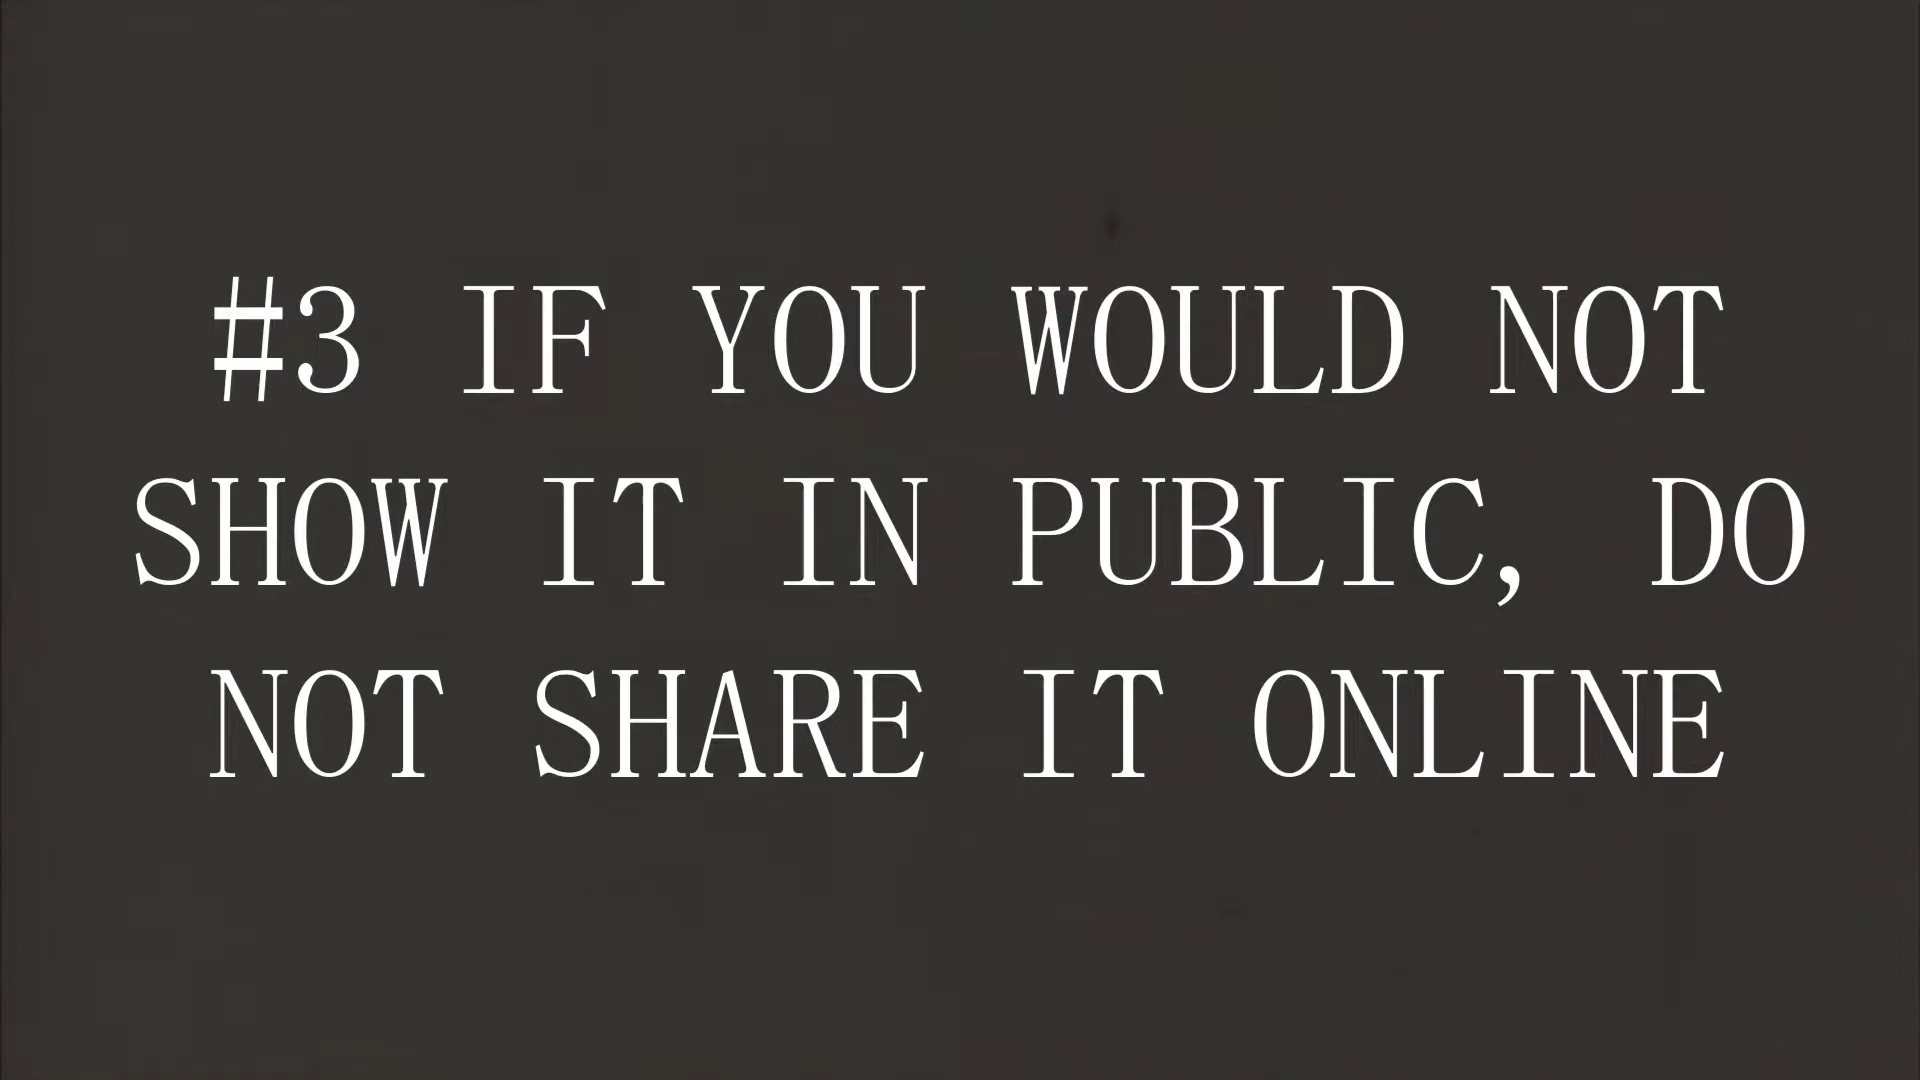 #3 IF YOU WOULD NOT
SHOW IT IN PUBLIC, DO
NOT SHARE IT ONLINE